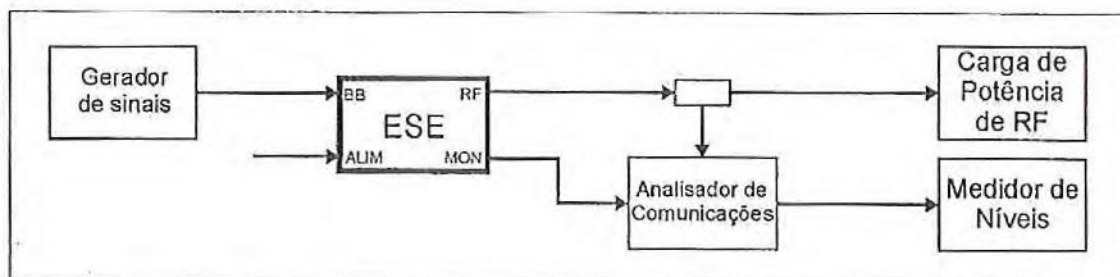 Gerador
de sinais
BB
RF
ESE
ALIM
MON
Carga de
Potência
de RF
Analisador de
Comunicações
Medidor de
Níveis